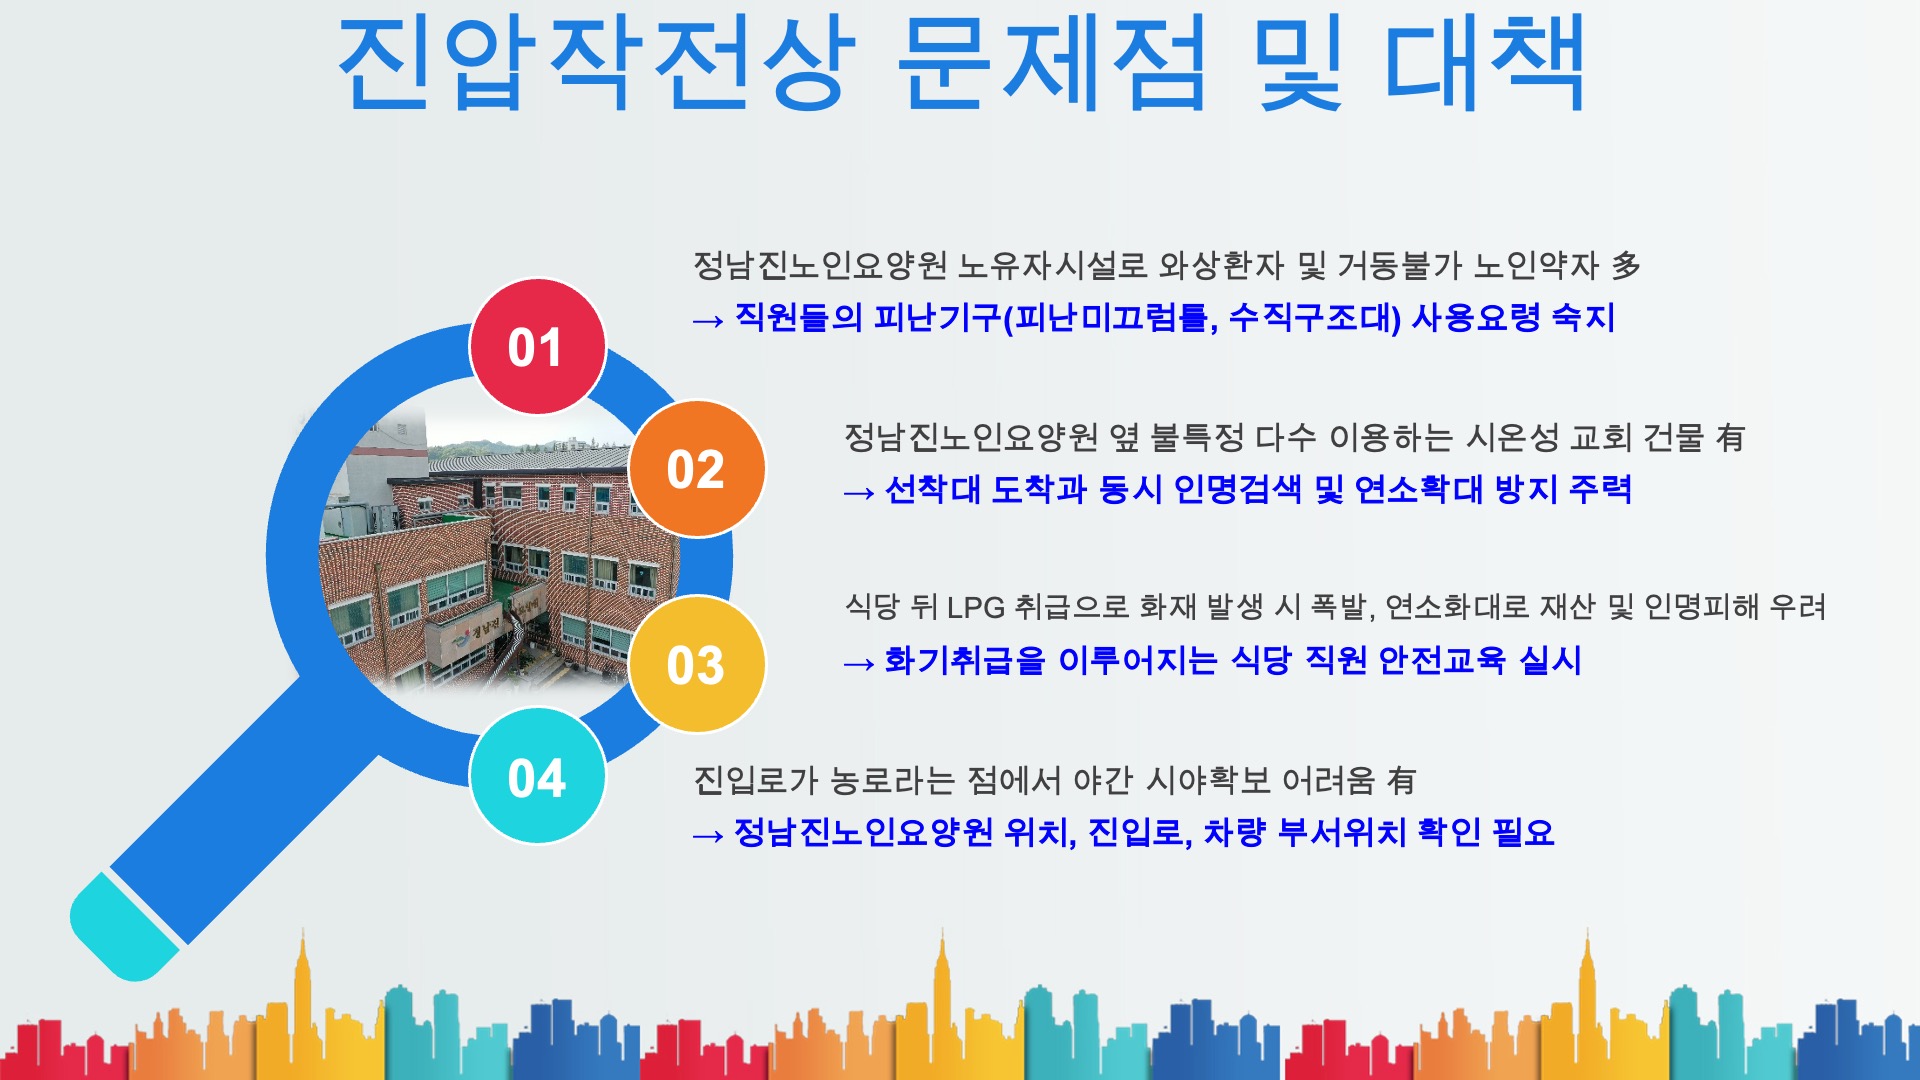 진압작전상 문제점 및 대책
정남진노인요양원 노유자시설로 와상환자 및 거동불가 노인약자 多
→ 직원들의 피난기구(피난미끄럼틀, 수직구조대) 사용요령 숙지
01
정남진노인요양원 옆 불특정 다수 이용하는 시온성 교회 건물 有
→ 선착대 도착과 동시 인명검색 및 연소확대 방지 주력
02
식당 뒤 LPG 취급으로 화재 발생 시 폭발, 연소화대로 재산 및 인명피해 우려
→ 화기취급을 이루어지는 식당 직원 안전교육 실시
03
진입로가 농로라는 점에서 야간 시야확보 어려움 有
→ 정남진노인요양원 위치, 진입로, 차량 부서위치 확인 필요
04
정남진